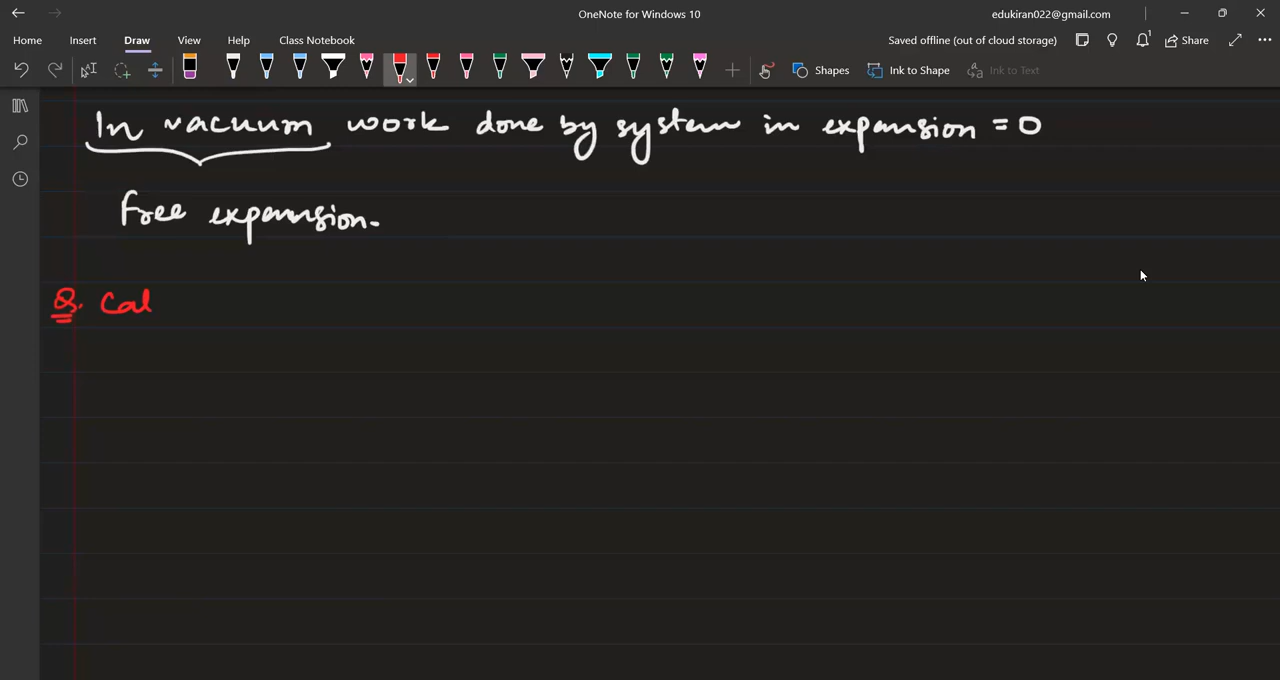 OneNote for Windows 10
edukiran022@gmail.com
Home Insert Draw View Help Class Notebook
Saved offline (out of cloud storage)
Share
Shapes
Ink to Shape
Ink to Text
In vacuum work done by system in expansion = 0
Free expansion.
Q. Cal